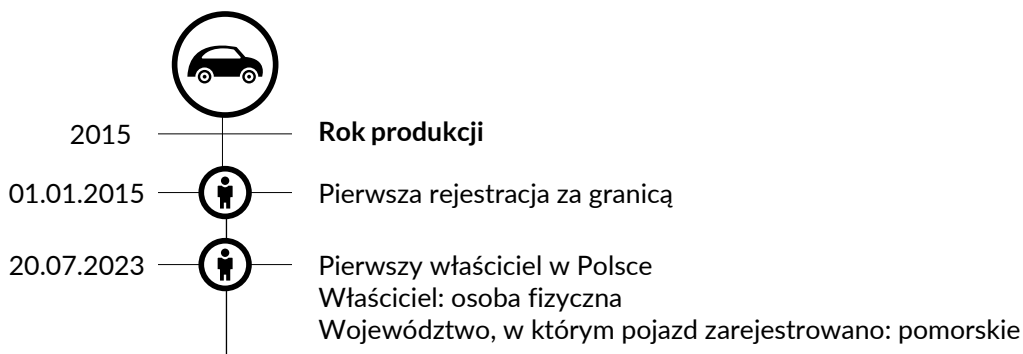 2015 Rok produkcji
01.01.2015 Pierwsza rejestracja za granicą
20.07.2023 Pierwszy właściciel w Polsce
Właściciel: osoba fizyczna
Województwo, w którym pojazd zarejestrowano: pomorskie